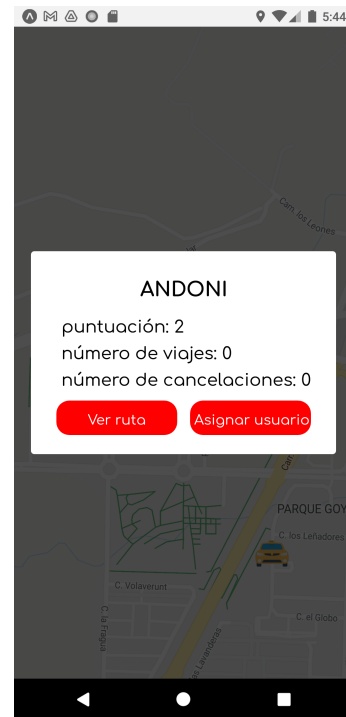 5:44
Cam. los Leones
ANDONI
puntuación: 2
número de viajes: 0
número de cancelaciones: 0
Ver ruta
Asignar usuario
PARQUE GOY
C. los Leñadores
C. Volaverunt
C. la Fragua
C. el Globo
Lavanderas